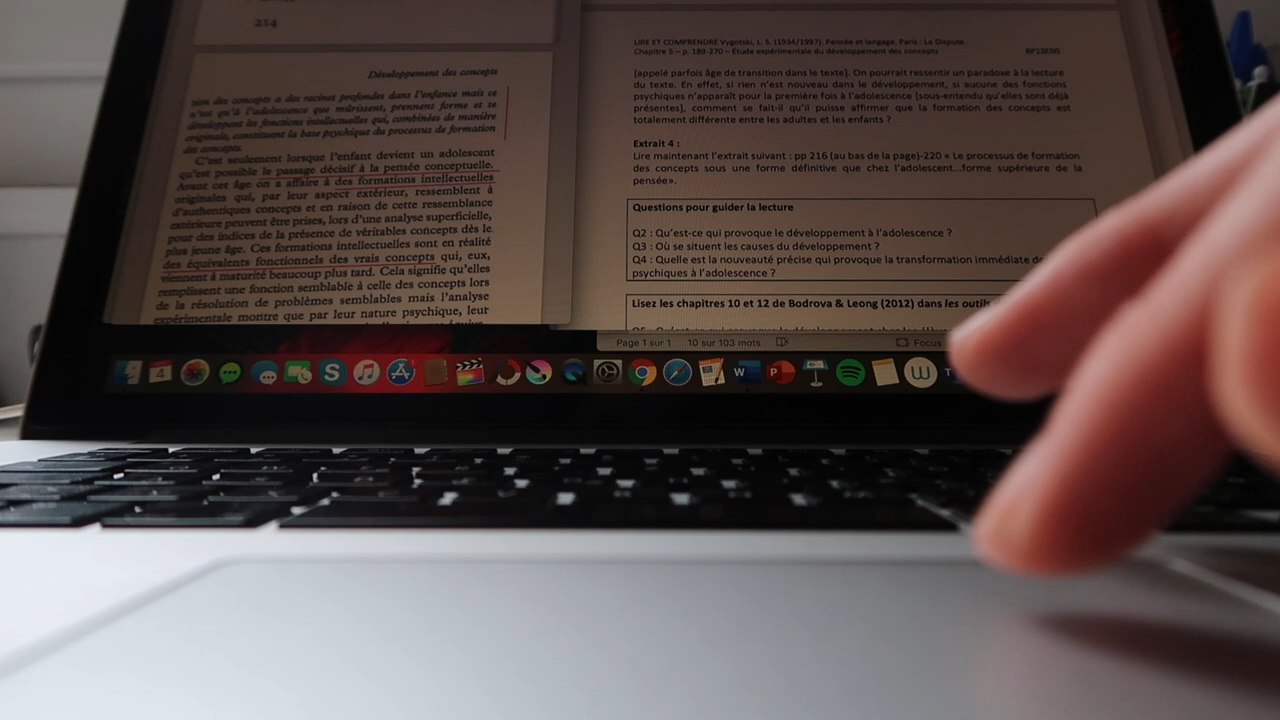 214
Développement des concepts
tion des concepts a des racines profondes dans l'enfance mais ce
n'est qu'à l'adolescence que mûrissent, prennent forme et se
développent les fonctions intellectuelles qui, combinées de manière
originale, constituent la base psychique du processus de formation
des concepts.
C'est seulement lorsque l'enfant devient un adolescent
qu'est possible le passage décisif à la pensée conceptuelle.
Avant cet âge on a affaire à des formations intellectuelles
originales qui, par leur aspect extérieur, ressemblent à
d'authentiques concepts et en raison de cette ressemblance
extérieure peuvent être prises, lors d'une analyse superficielle,
pour des indices de la présence de véritables concepts dès le
plus jeune âge. Ces formations intellectuelles sont en réalité
des équivalents fonctionnels des vrais concepts qui, eux,
viennent à maturité beaucoup plus tard. Cela signifie qu'elles
remplissent une fonction semblable à celle des concepts lors
de la résolution de problèmes semblables mais l'analyse
expérimentale montre que par leur nature psychique, leur
LIRE ET COMPRENDRE Vygotski, L. S. (1934/1997). Pensée et langage. Paris : La Dispute.
Chapitre 5 – p. 189-270 – Étude expérimentale du développement des concepts BP13ENS
[appelé parfois âge de transition dans le texte]. On pourrait ressentir un paradoxe à la lecture
du texte. En effet, si rien n'est nouveau dans le développement, si aucune des fonctions
psychiques n'apparaît pour la première fois à l'adolescence [sous-entendu qu'elles sont déjà
présentes], comment se fait-il qu'il puisse affirmer que la formation des concepts est
totalement différente entre les adultes et les enfants ?
Extrait 4 :
Lire maintenant l'extrait suivant : pp 216 (au bas de la page)-220 « Le processus de formation
des concepts sous une forme définitive que chez l'adolescent...forme supérieure de la
pensée».
Questions pour guider la lecture
Q2 : Qu'est-ce qui provoque le développement à l'adolescence ?
Q3 : Où se situent les causes du développement ?
Q4 : Quelle est la nouveauté précise qui provoque la transformation immédiate de
psychiques à l'adolescence ?
Lisez les chapitres 10 et 12 de Bodrova & Leong (2012) dans les outils
Page 1 sur 1 10 sur 103 mots Focus
4 S W P W T